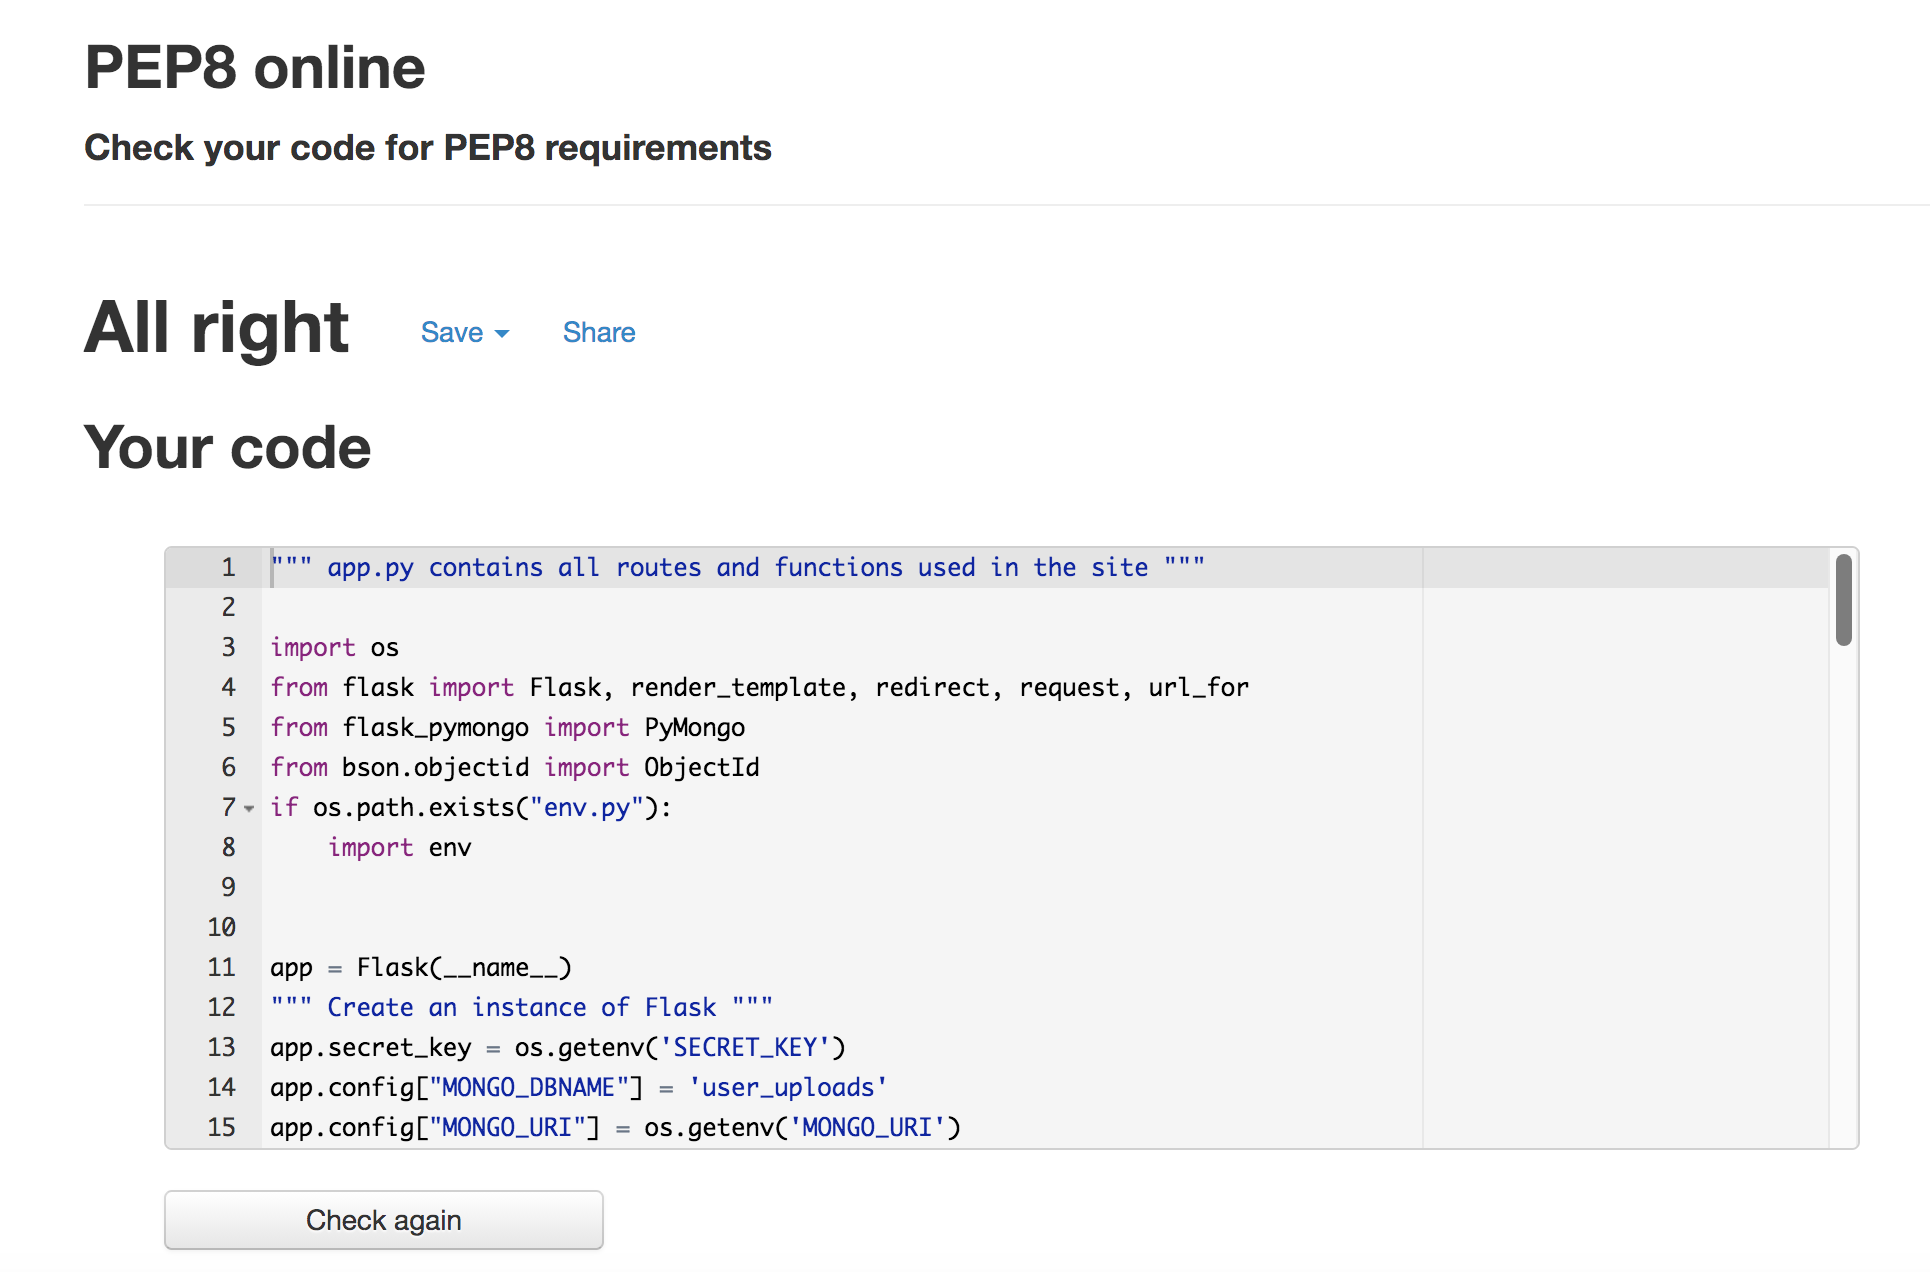 PEP8 online
Check your code for PEP8 requirements
All right Save Share
Your code
1 """ app.py contains all routes and functions used in the site """
2
3 import os
4 from flask import Flask, render_template, redirect, request, url_for
5 from flask_pymongo import PyMongo
6 from bson.objectid import ObjectId
7 if os.path.exists("env.py"):
8     import env
9
10
11 app = Flask(__name__)
12 """ Create an instance of Flask """
13 app.secret_key = os.getenv('SECRET_KEY')
14 app.config["MONGO_DBNAME"] = 'user_uploads'
15 app.config["MONGO_URI"] = os.getenv('MONGO_URI')
Check again